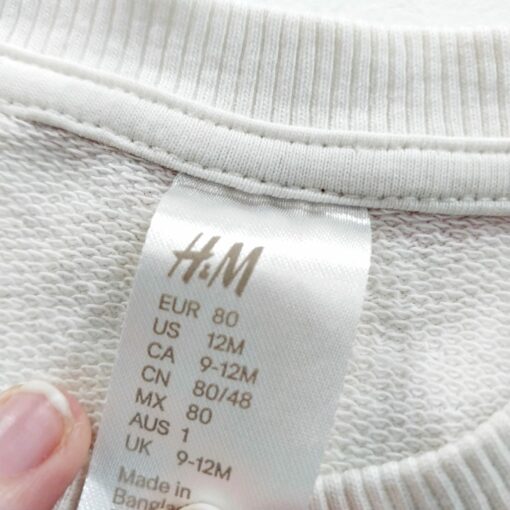 H&M
EUR 80
US 12M
CA 9-12M
CN 80/48
MX 80
AUS 1
UK 9-12M
Made in